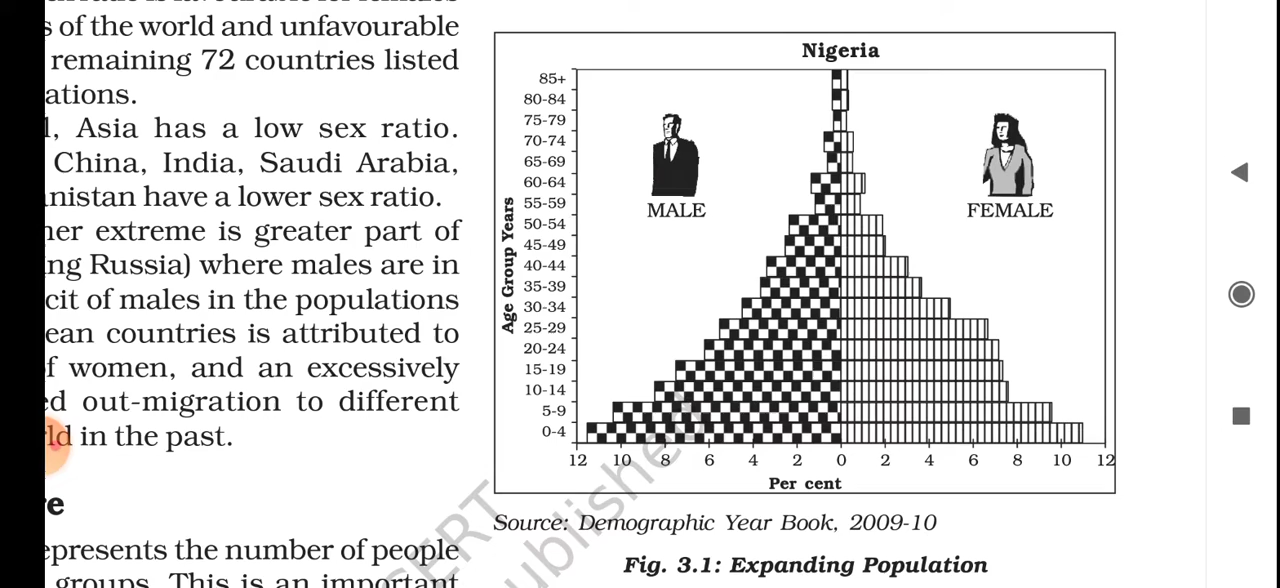 s of the world and unfavourable
remaining 72 countries listed
ations.
, Asia has a low sex ratio.
China, India, Saudi Arabia,
nistan have a lower sex ratio.
er extreme is greater part of
ng Russia) where males are in
cit of males in the populations
ean countries is attributed to
f women, and an excessively
ed out-migration to different
ld in the past.
e
epresents the number of people
groups. This is an important
Nigeria
85+
80-84
75-79
70-74
65-69
60-64
55-59
50-54
45-49
40-44
35-39
30-34
25-29
20-24
15-19
10-14
5-9
0-4
Age Group Years
MALE
FEMALE
12 10 8 6 4 2 0 2 4 6 8 10 12
Per cent
Source: Demographic Year Book, 2009-10
Fig. 3.1: Expanding Population